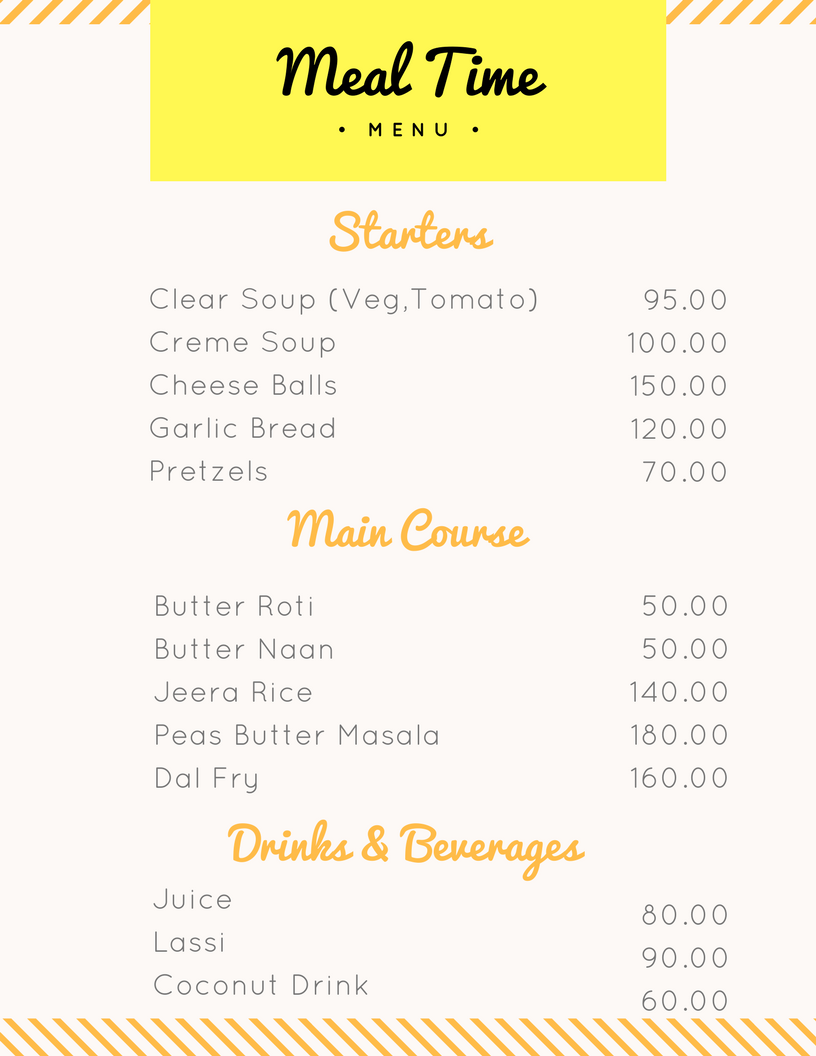 Meal Time
• MENU •
Starters
Clear Soup (Veg,Tomato) 95.00
Creme Soup 100.00
Cheese Balls 150.00
Garlic Bread 120.00
Pretzels 70.00
Main Course
Butter Roti 50.00
Butter Naan 50.00
Jeera Rice 140.00
Peas Butter Masala 180.00
Dal Fry 160.00
Drinks & Beverages
Juice 80.00
Lassi 90.00
Coconut Drink 60.00